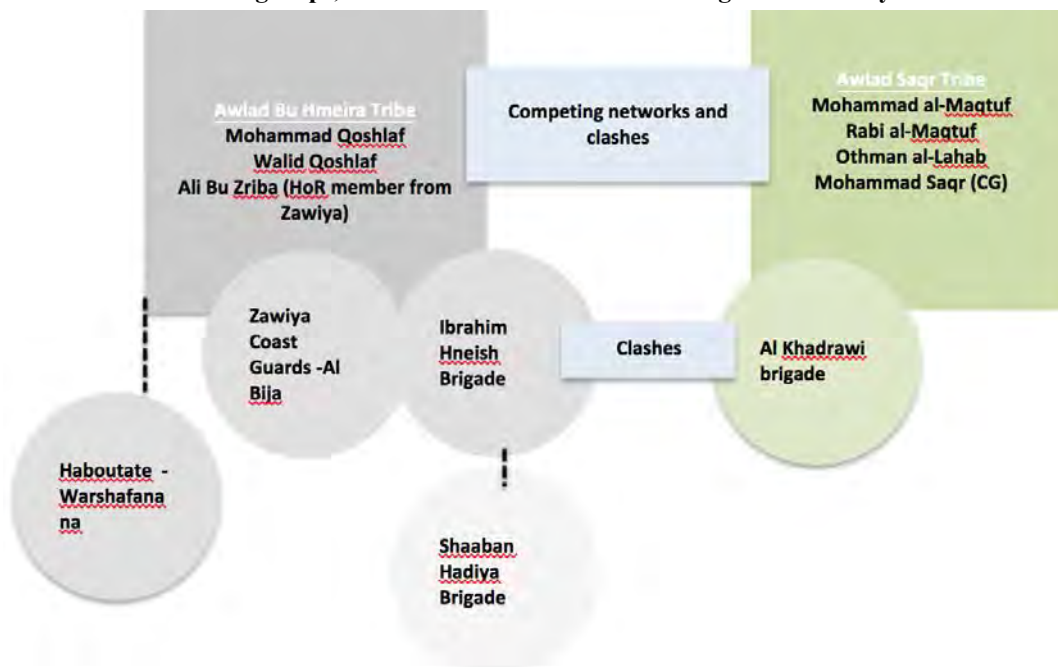 Awlad Bu Hmeira Tribe
Mohammad Qoshlaf
Walid Qoshlaf
Ali Bu Zriba (HoR member from
Zawiya)
Competing networks and
clashes
Awlad Saqr Tribe
Mohammad al-Maqtuf
Rabi al-Maqtuf
Othman al-Lahab
Mohammad Saqr (CG)
Zawiya
Coast
Guards -Al
Bija
Ibrahim
Hneish
Brigade
Clashes
Al Khadrawi
brigade
Haboutate -
Warshafana
na
Shaaban
Hadiya
Brigade